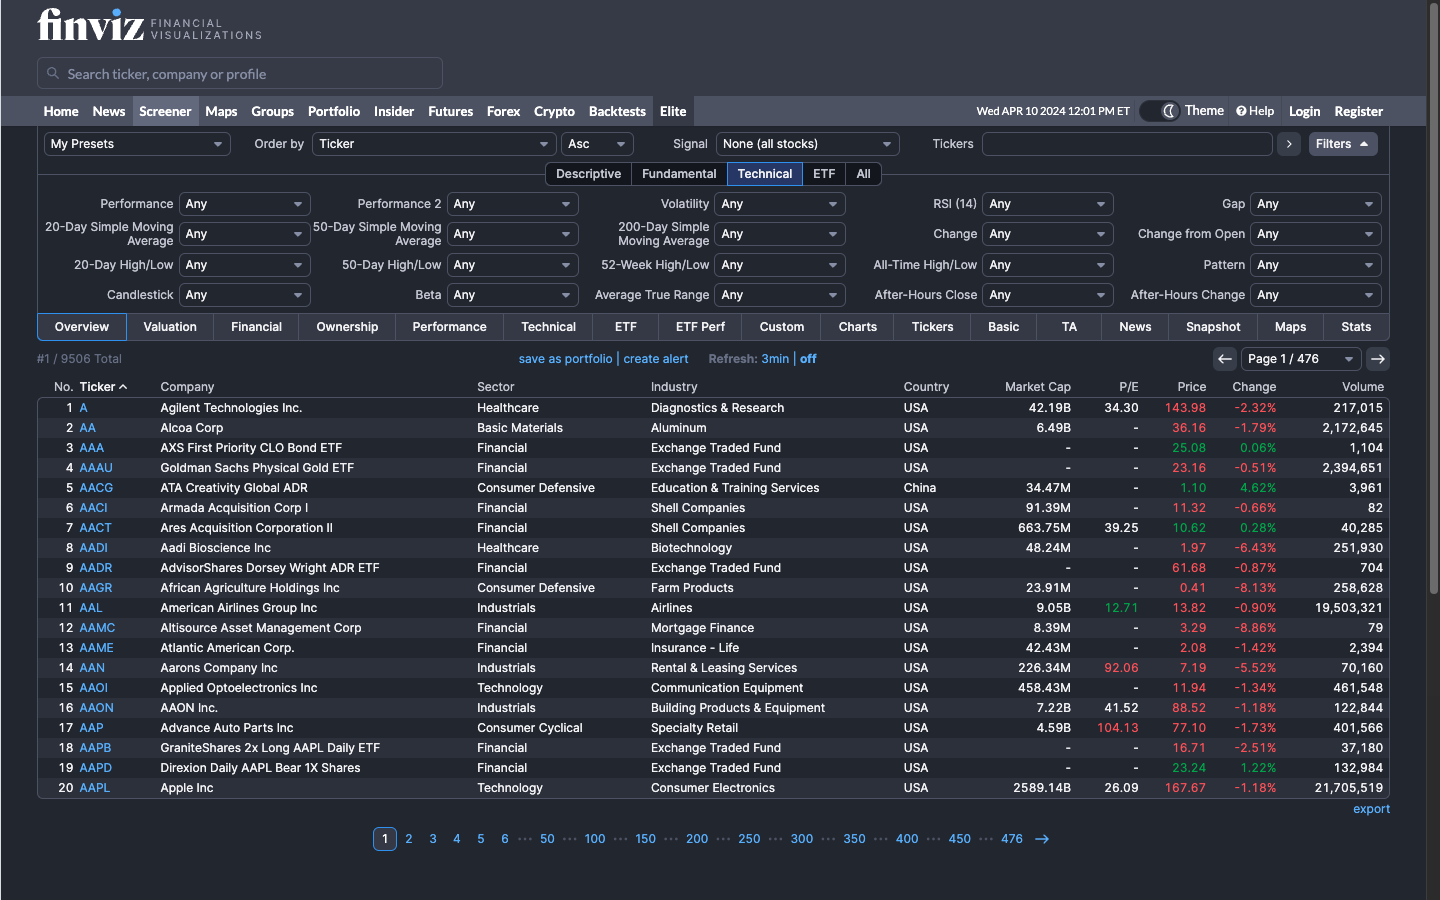 finviz FINANCIAL VISUALIZATIONS
Search ticker, company or profile
Home News Screener Maps Groups Portfolio Insider Futures Forex Crypto Backtests Elite Wed APR 10 2024 12:01 PM ET Theme Help Login Register
My Presets Order by Ticker Asc Signal None (all stocks) Tickers > Filters
Descriptive Fundamental Technical ETF All
Performance Any Performance 2 Any Volatility Any RSI (14) Any Gap Any
20-Day Simple Moving Average Any 50-Day Simple Moving Average Any 200-Day Simple Moving Average Any Change Any Change from Open Any
20-Day High/Low Any 50-Day High/Low Any 52-Week High/Low Any All-Time High/Low Any Pattern Any
Candlestick Any Beta Any Average True Range Any After-Hours Close Any After-Hours Change Any
Overview Valuation Financial Ownership Performance Technical ETF ETF Perf Custom Charts Tickers Basic TA News Snapshot Maps Stats
#1 / 9506 Total save as portfolio | create alert Refresh: 3min | off ← Page 1 / 476 →
No. Ticker Company Sector Industry Country Market Cap P/E Price Change Volume
1 A Agilent Technologies Inc. Healthcare Diagnostics & Research USA 42.19B 34.30 143.98 -2.32% 217,015
2 AA Alcoa Corp Basic Materials Aluminum USA 6.49B - 36.16 -1.79% 2,172,645
3 AAA AXS First Priority CLO Bond ETF Financial Exchange Traded Fund USA - - 25.08 0.06% 1,104
4 AAAU Goldman Sachs Physical Gold ETF Financial Exchange Traded Fund USA - - 23.16 -0.51% 2,394,651
5 AACG ATA Creativity Global ADR Consumer Defensive Education & Training Services China 34.47M - 1.10 4.62% 3,961
6 AACI Armada Acquisition Corp I Financial Shell Companies USA 91.39M - 11.32 -0.66% 82
7 AACT Ares Acquisition Corporation II Financial Shell Companies USA 663.75M 39.25 10.62 0.28% 40,285
8 AADI Aadi Bioscience Inc Healthcare Biotechnology USA 48.24M - 1.97 -6.43% 251,930
9 AADR AdvisorShares Dorsey Wright ADR ETF Financial Exchange Traded Fund USA - - 61.68 -0.87% 704
10 AAGR African Agriculture Holdings Inc Consumer Defensive Farm Products USA 23.91M - 0.41 -8.13% 258,628
11 AAL American Airlines Group Inc Industrials Airlines USA 9.05B 12.71 13.82 -0.90% 19,503,321
12 AAMC Altisource Asset Management Corp Financial Mortgage Finance USA 8.39M - 3.29 -8.86% 79
13 AAME Atlantic American Corp. Financial Insurance - Life USA 42.43M - 2.08 -1.42% 2,394
14 AAN Aarons Company Inc Industrials Rental & Leasing Services USA 226.34M 92.06 7.19 -5.52% 70,160
15 AAOI Applied Optoelectronics Inc Technology Communication Equipment USA 458.43M - 11.94 -1.34% 461,548
16 AAON AAON Inc. Industrials Building Products & Equipment USA 7.22B 41.52 88.52 -1.18% 122,844
17 AAP Advance Auto Parts Inc Consumer Cyclical Specialty Retail USA 4.59B 104.13 77.10 -1.73% 401,566
18 AAPB GraniteShares 2x Long AAPL Daily ETF Financial Exchange Traded Fund USA - - 16.71 -2.51% 37,180
19 AAPD Direxion Daily AAPL Bear 1X Shares Financial Exchange Traded Fund USA - - 23.24 1.22% 132,984
20 AAPL Apple Inc Technology Consumer Electronics USA 2589.14B 26.09 167.67 -1.18% 21,705,519
export
1 2 3 4 5 6 ··· 50 ··· 100 ··· 150 ··· 200 ··· 250 ··· 300 ··· 350 ··· 400 ··· 450 ··· 476 →